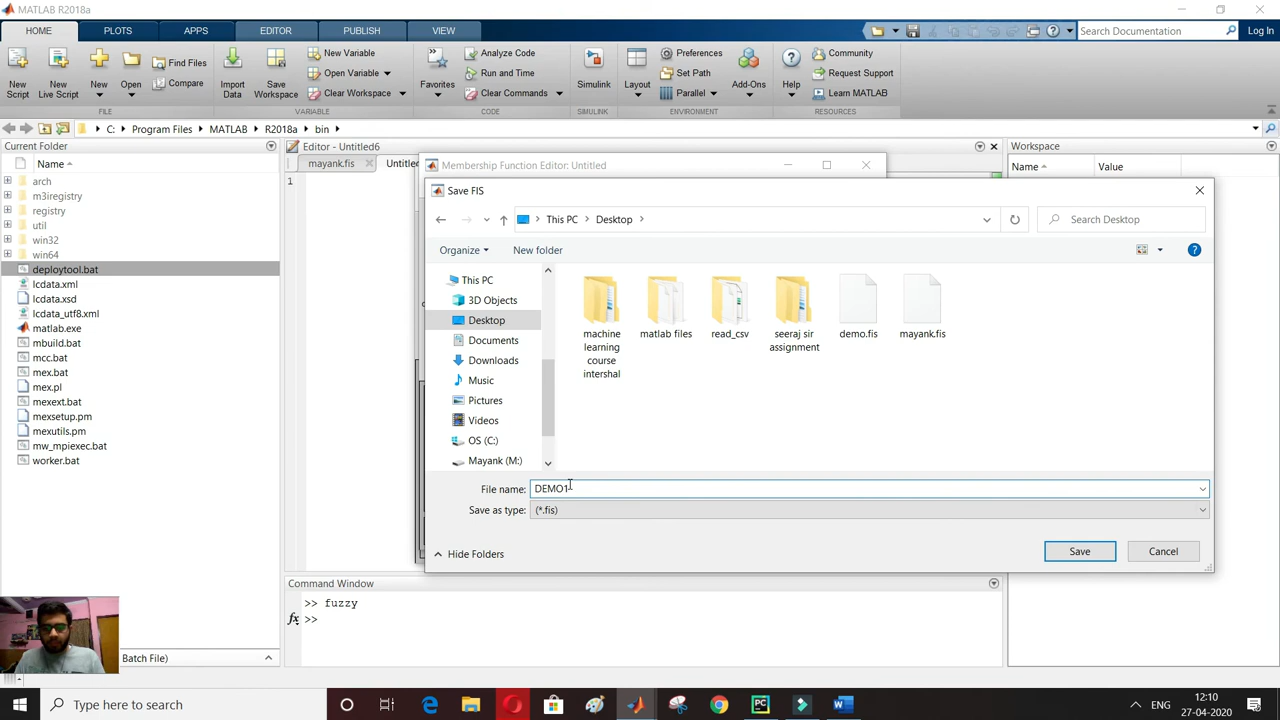 MATLAB R2018a
HOME PLOTS APPS EDITOR PUBLISH VIEW
Search Documentation
Log In
New Script
New Live Script
New
Open
Find Files
Compare
FILE
Import Data
Save Workspace
New Variable
Open Variable
Clear Workspace
VARIABLE
Favorites
Analyze Code
Run and Time
Clear Commands
CODE
Simulink
SIMULINK
Layout
Preferences
Set Path
Parallel
Add-Ons
ENVIRONMENT
Help
Community
Request Support
Learn MATLAB
RESOURCES
C: Program Files MATLAB R2018a bin
Current Folder
Name
arch
m3iregistry
registry
util
win32
win64
deploytool.bat
lcdata.xml
lcdata.xsd
lcdata_utf8.xml
matlab.exe
mbuild.bat
mcc.bat
mex.bat
mex.pl
mexext.bat
mexsetup.pm
mexutils.pm
mw_mpiexec.bat
worker.bat
Batch File)
Editor - Untitled6
mayank.fis
1
Membership Function Editor: Untitled
Save FIS
This PC Desktop
Search Desktop
Organize
New folder
This PC
3D Objects
Desktop
Documents
Downloads
Music
Pictures
Videos
OS (C:)
Mayank (M:)
machine learning course intershal
matlab files
read_csv
seeraj sir assignment
demo.fis
mayank.fis
File name: DEMO1
Save as type: (*.fis)
Hide Folders
Save
Cancel
Workspace
Name
Value
Command Window
>> fuzzy
fx >>
Type here to search
ENG
12:10
27-04-2020